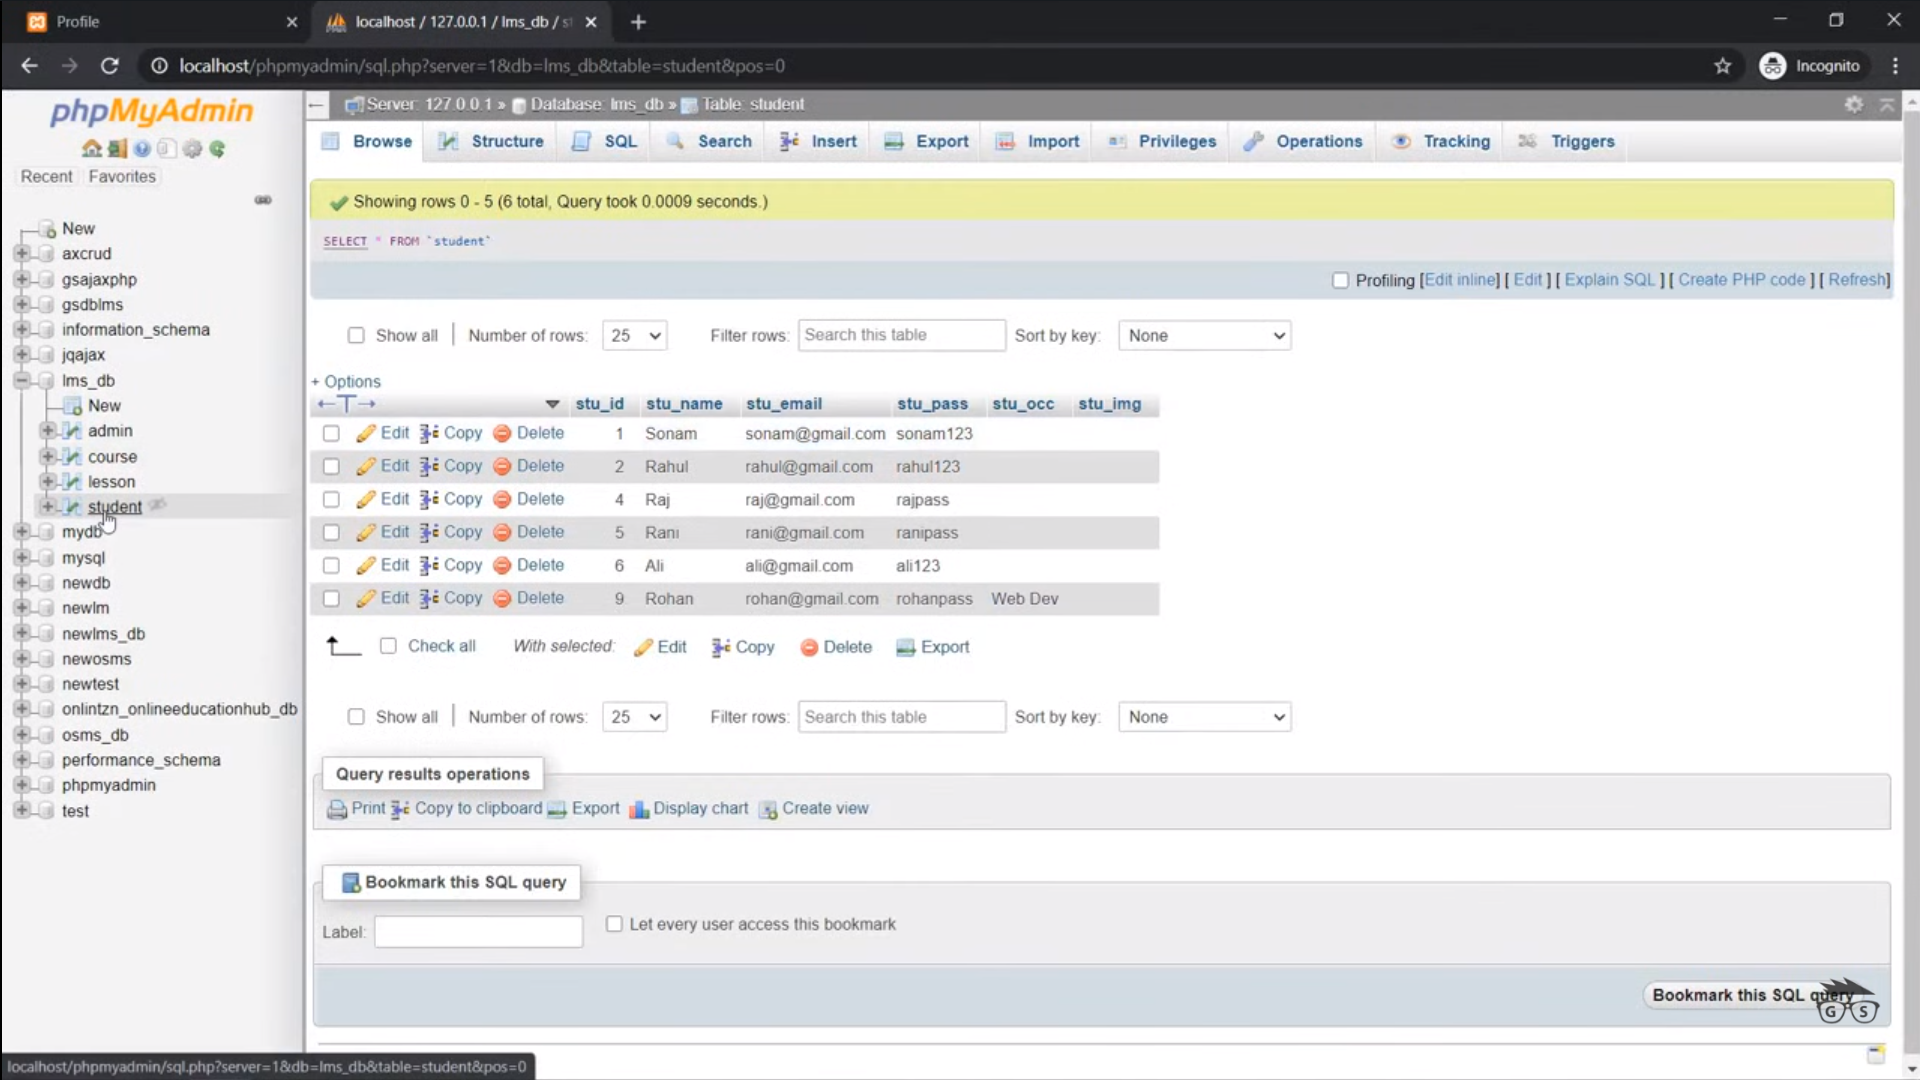 Profile
localhost / 127.0.0.1 / lms_db / st
localhost/phpmyadmin/sql.php?server=1&db=lms_db&table=student&pos=0
Incognito
phpMyAdmin
Recent Favorites
New
axcrud
gsajaxphp
gsdblms
information_schema
jqajax
lms_db
New
admin
course
lesson
student
mydb
mysql
newdb
newlm
newlms_db
newosms
newtest
onlintzn_onlineeducationhub_db
osms_db
performance_schema
phpmyadmin
test
Server: 127.0.0.1 » Database: lms_db » Table: student
Browse Structure SQL Search Insert Export Import Privileges Operations Tracking Triggers
Showing rows 0 - 5 (6 total, Query took 0.0009 seconds.)
SELECT * FROM `student`
Profiling [Edit inline] [ Edit ] [ Explain SQL ] [ Create PHP code ] [ Refresh]
Show all | Number of rows: 25 Filter rows: Search this table Sort by key: None
+ Options
←T→ stu_id stu_name stu_email stu_pass stu_occ stu_img
Edit Copy Delete 1 Sonam sonam@gmail.com sonam123
Edit Copy Delete 2 Rahul rahul@gmail.com rahul123
Edit Copy Delete 4 Raj raj@gmail.com rajpass
Edit Copy Delete 5 Rani rani@gmail.com ranipass
Edit Copy Delete 6 Ali ali@gmail.com ali123
Edit Copy Delete 9 Rohan rohan@gmail.com rohanpass Web Dev
Check all With selected: Edit Copy Delete Export
Show all | Number of rows: 25 Filter rows: Search this table Sort by key: None
Query results operations
Print Copy to clipboard Export Display chart Create view
Bookmark this SQL query
Label: Let every user access this bookmark
Bookmark this SQL query
G S
localhost/phpmyadmin/sql.php?server=1&db=lms_db&table=student&pos=0